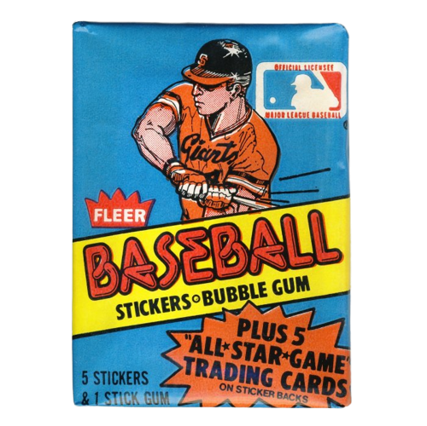 OFFICIAL LICENSEE
MAJOR LEAGUE BASEBALL
Giants
FLEER
BASEBALL
STICKERS • BUBBLE GUM
PLUS 5
"ALL★STAR★GAME"
TRADING CARDS
ON STICKER BACKS
5 STICKERS
& 1 STICK GUM